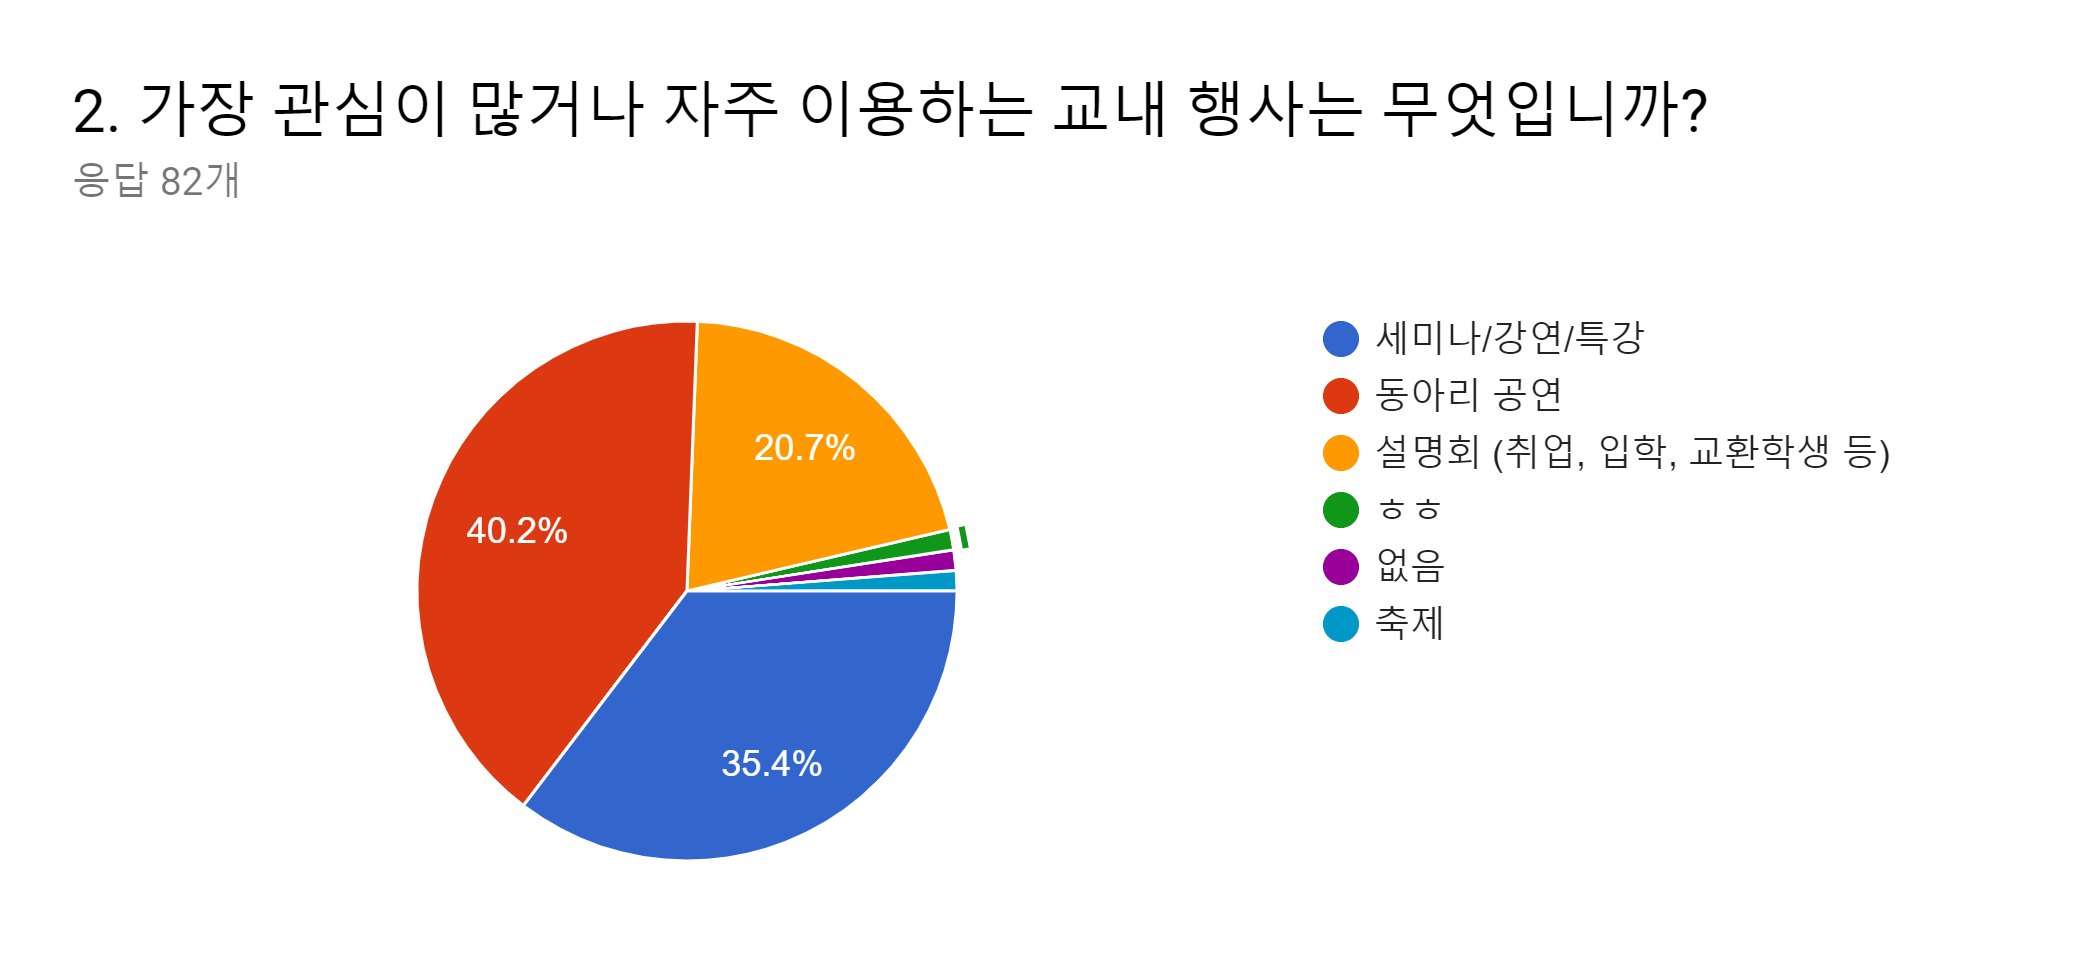 2. 가장 관심이 많거나 자주 이용하는 교내 행사는 무엇입니까?
응답 82개
20.7%
40.2%
35.4%
세미나/강연/특강
동아리 공연
설명회 (취업, 입학, 교환학생 등)
ㅎㅎ
없음
축제